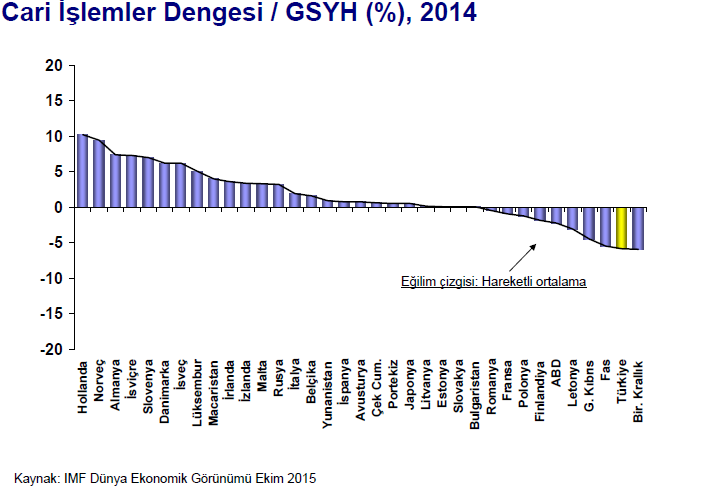 Cari İşlemler Dengesi / GSYH (%), 2014
20
15
10
5
0
-5
-10
-15
-20
Eğilim çizgisi: Hareketli ortalama
Hollanda
Norveç
Almanya
İsviçre
Slovenya
Danimarka
İsveç
Lüksembur
Macaristan
İrlanda
İzlanda
Malta
Rusya
İtalya
Belçika
Yunanistan
İspanya
Avusturya
Çek Cum.
Portekiz
Japonya
Litvanya
Estonya
Slovakya
Bulgaristan
Romanya
Fransa
Polonya
Finlandiya
ABD
Letonya
G. Kıbrıs
Fas
Türkiye
Bir. Krallık
Kaynak: IMF Dünya Ekonomik Görünümü Ekim 2015